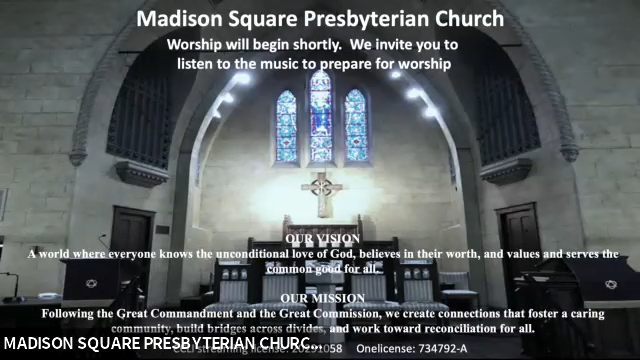 Madison Square Presbyterian Church
Worship will begin shortly. We invite you to
listen to the music to prepare for worship
OUR VISION
A world where everyone knows the unconditional love of God, believes in their worth, and values and serves the
common good for all.
OUR MISSION
Following the Great Commandment and the Great Commission, we create connections that foster a caring
community, build bridges across divides, and work toward reconciliation for all.
MADISON SQUARE PRESBYTERIAN CHURC...
streaming license: Onelicense: 734792-A